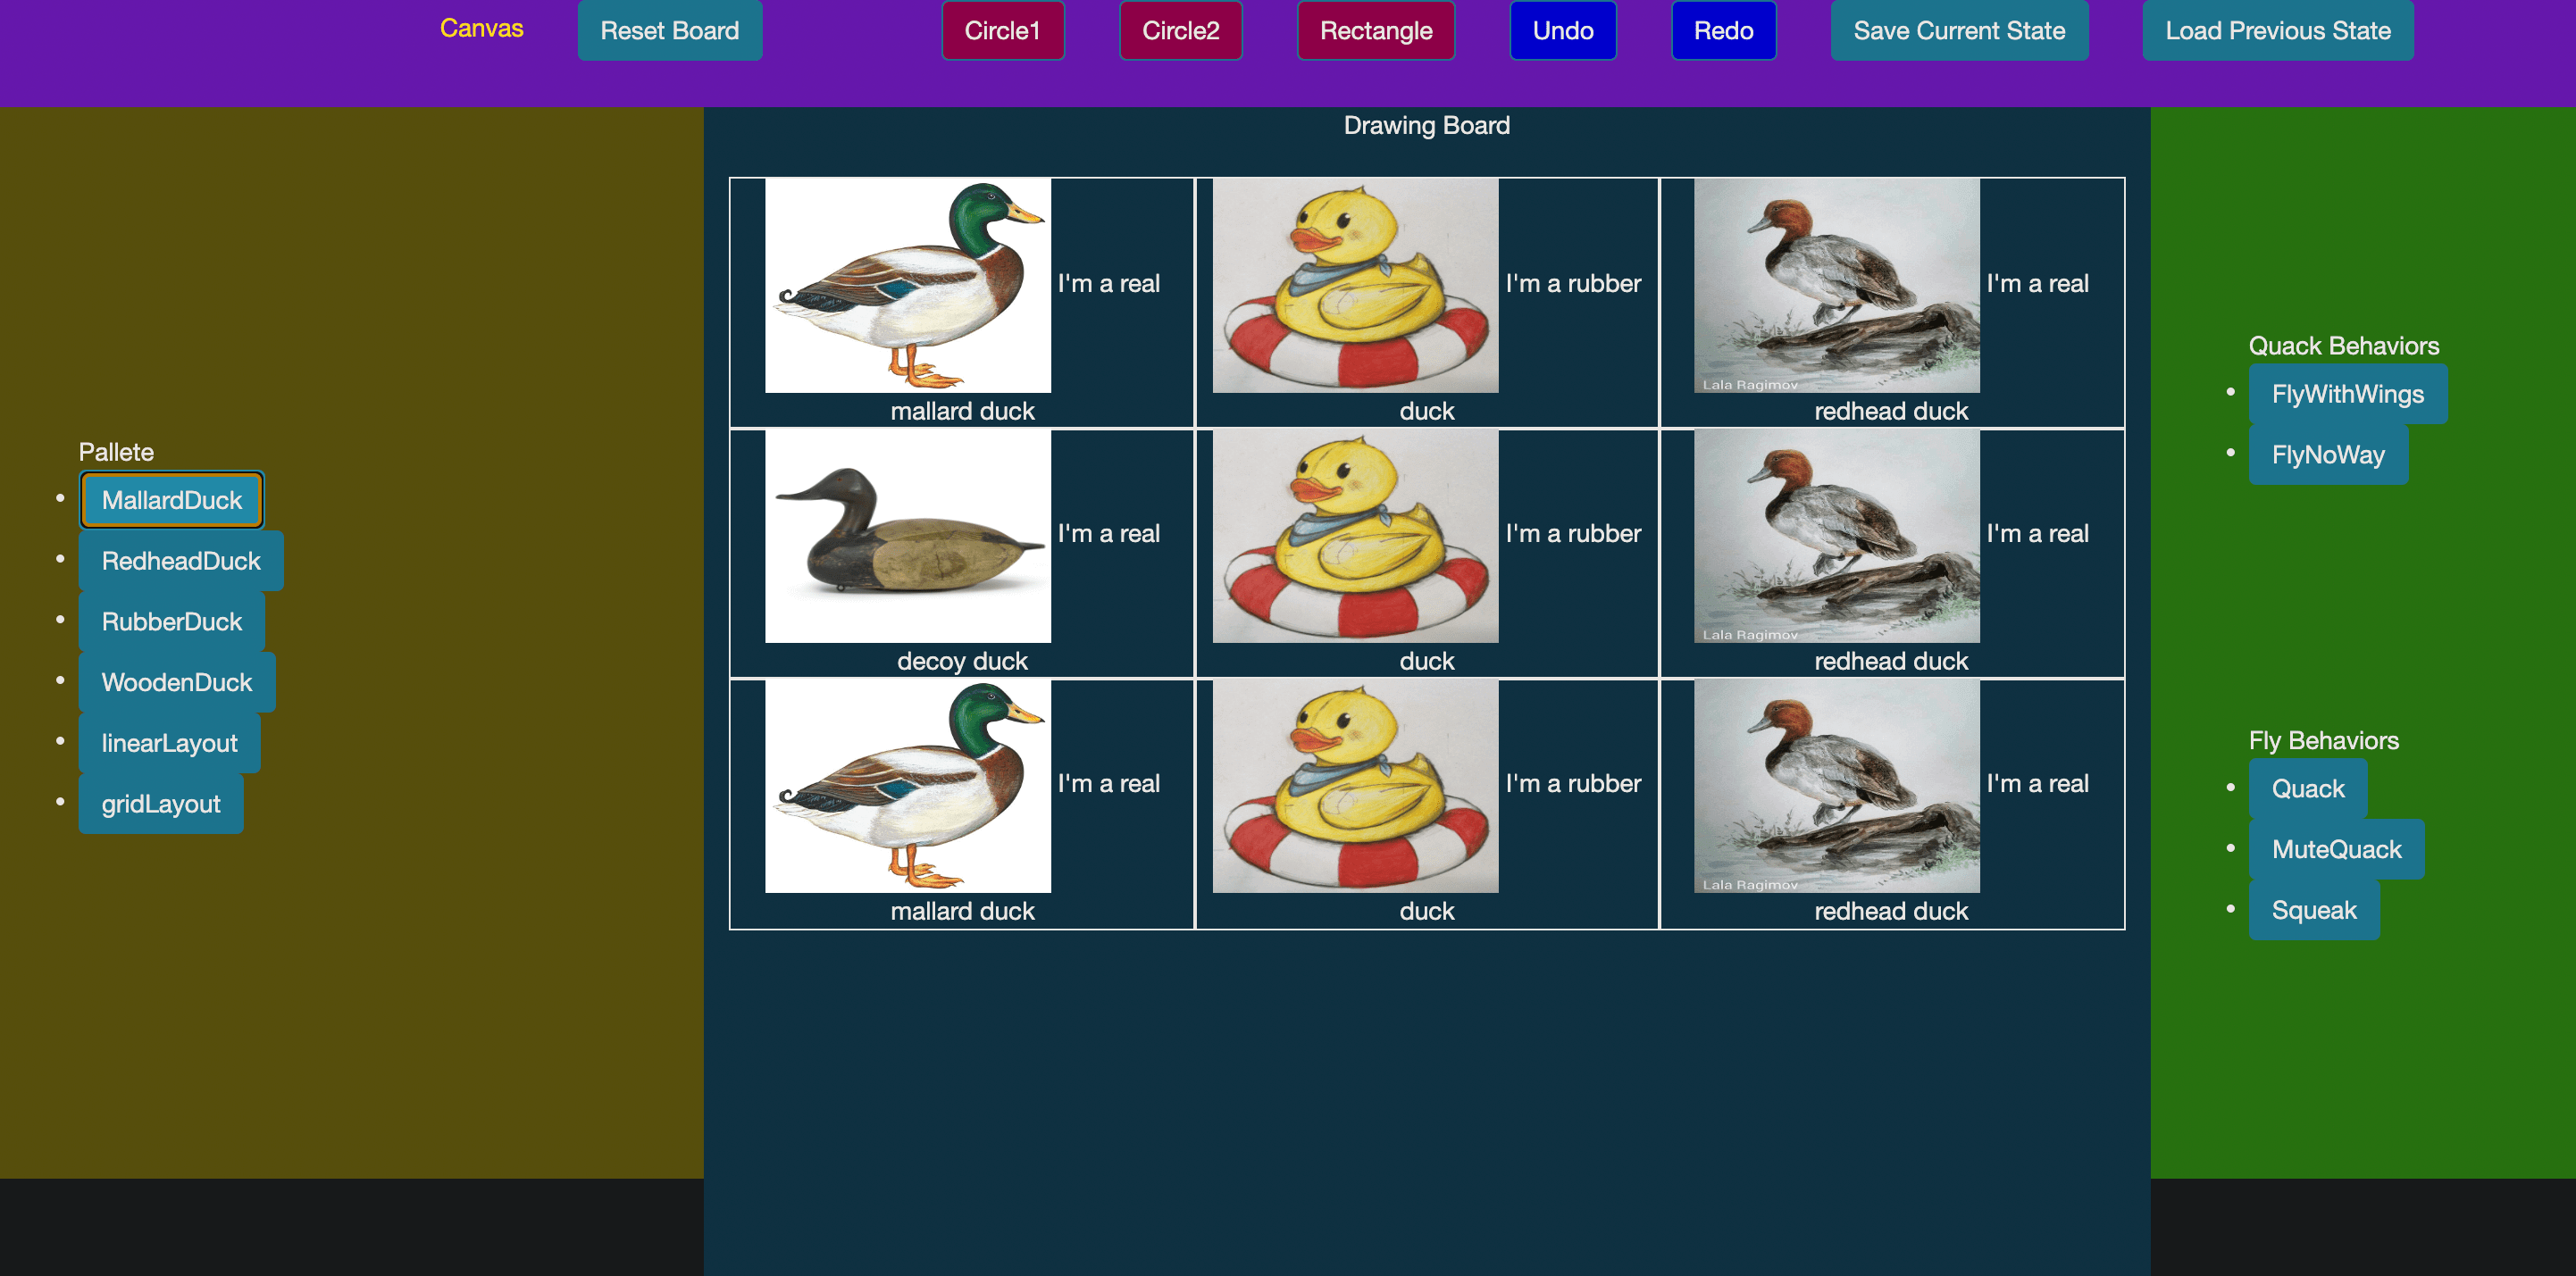 Canvas
Reset Board
Circle1
Circle2
Rectangle
Undo
Redo
Save Current State
Load Previous State
Pallete
MallardDuck
RedheadDuck
RubberDuck
WoodenDuck
linearLayout
gridLayout
Drawing Board
I'm a real
mallard duck
I'm a rubber
duck
Lala Ragimov
I'm a real
redhead duck
I'm a real
decoy duck
I'm a rubber
duck
Lala Ragimov
I'm a real
redhead duck
I'm a real
mallard duck
I'm a rubber
duck
Lala Ragimov
I'm a real
redhead duck
Quack Behaviors
FlyWithWings
FlyNoWay
Fly Behaviors
Quack
MuteQuack
Squeak